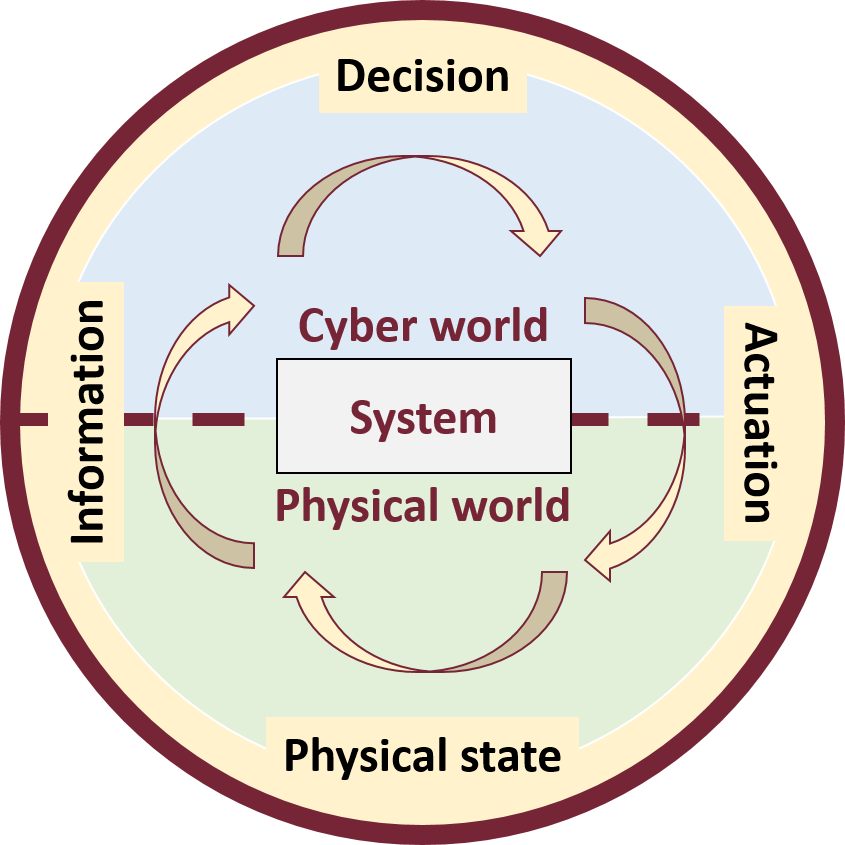 Decision
Information
Cyber world
System
Physical world
Actuation
Physical state